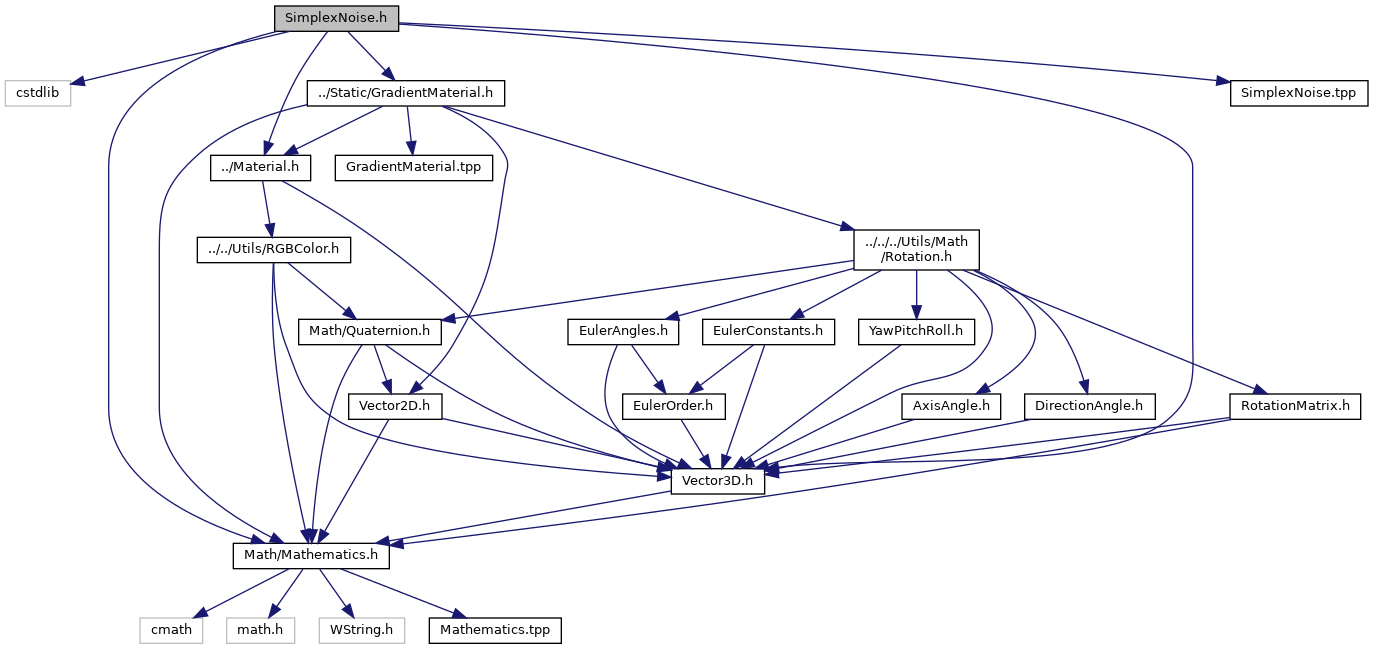 SimplexNoise.h
cstdlib
../Static/GradientMaterial.h
SimplexNoise.tpp
../Material.h
GradientMaterial.tpp
../../Utils/RGBColor.h
../../../Utils/Math
/Rotation.h
Math/Quaternion.h
EulerAngles.h
EulerConstants.h
YawPitchRoll.h
Vector2D.h
EulerOrder.h
AxisAngle.h
DirectionAngle.h
RotationMatrix.h
Vector3D.h
Math/Mathematics.h
cmath
math.h
WString.h
Mathematics.tpp